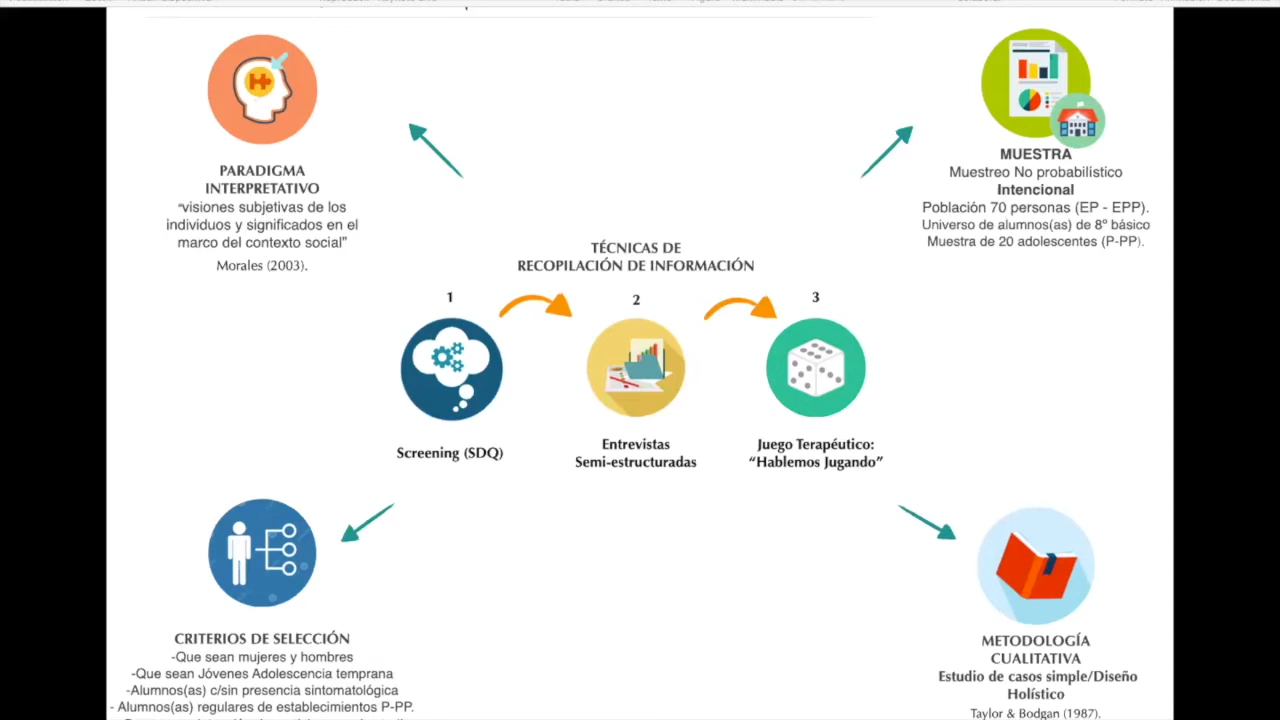 PARADIGMA
INTERPRETATIVO
"visiones subjetivas de los
individuos y significados en el
marco del contexto social"
Morales (2003).
MUESTRA
Muestreo No probabilístico
Intencional
Población 70 personas (EP - EPP).
Universo de alumnos(as) de 8º básico
Muestra de 20 adolescentes (P-PP).
TÉCNICAS DE
RECOPILACIÓN DE INFORMACIÓN
1
2
3
Screening (SDQ)
Entrevistas
Semi-estructuradas
Juego Terapéutico:
"Hablemos Jugando"
CRITERIOS DE SELECCIÓN
-Que sean mujeres y hombres
-Que sean Jóvenes Adolescencia temprana
-Alumnos(as) c/sin presencia sintomatológica
- Alumnos(as) regulares de establecimientos P-PP.
METODOLOGÍA
CUALITATIVA
Estudio de casos simple/Diseño
Holístico
Taylor & Bodgan (1987).